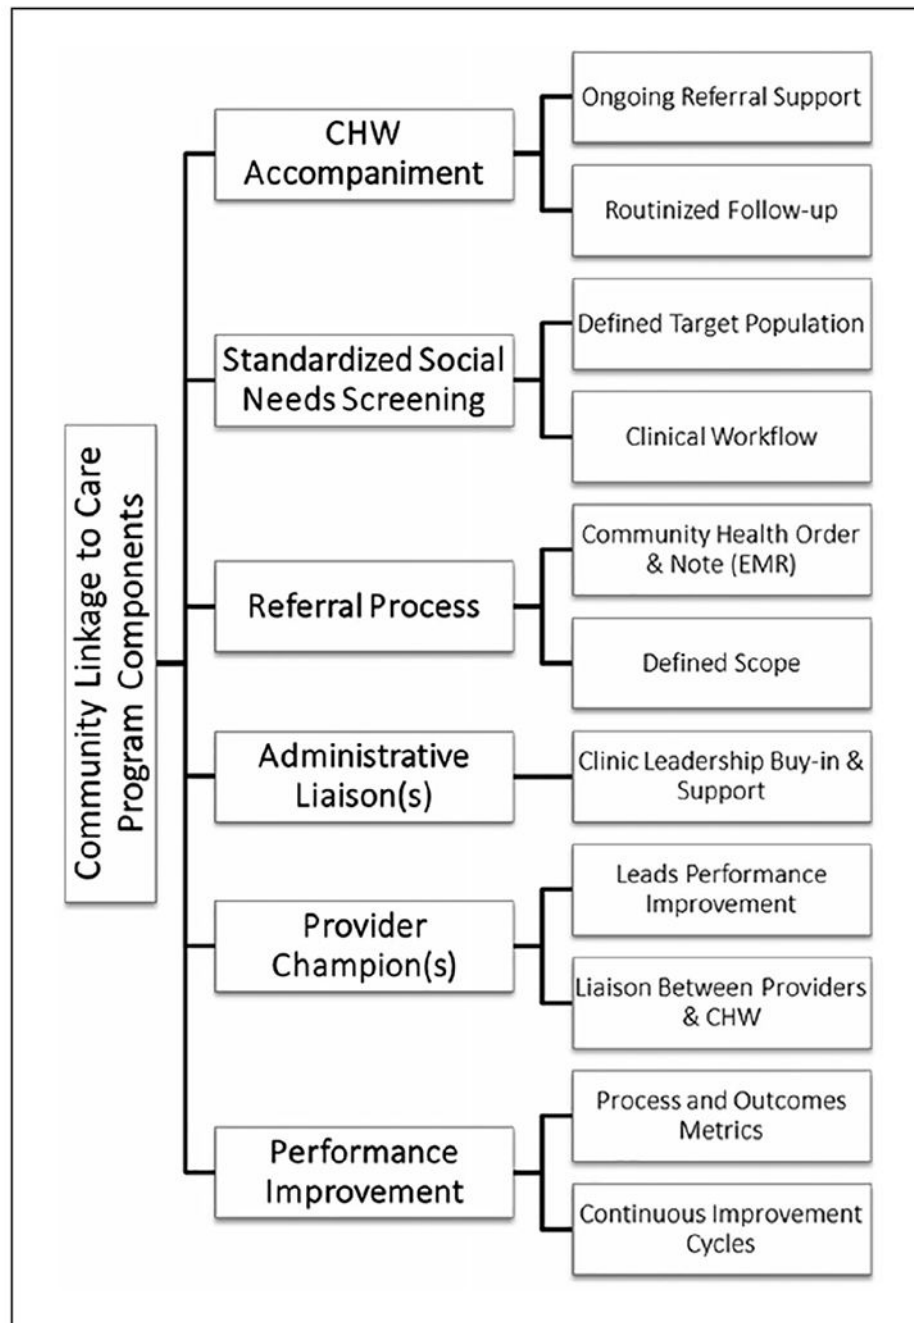 Community Linkage to Care
Program Components
CHW
Accompaniment
Ongoing Referral Support
Routinized Follow-up
Standardized Social
Needs Screening
Defined Target Population
Clinical Workflow
Referral Process
Community Health Order
& Note (EMR)
Defined Scope
Administrative
Liaison(s)
Clinic Leadership Buy-in &
Support
Provider
Champion(s)
Leads Performance
Improvement
Liaison Between Providers
& CHW
Performance
Improvement
Process and Outcomes
Metrics
Continuous Improvement
Cycles